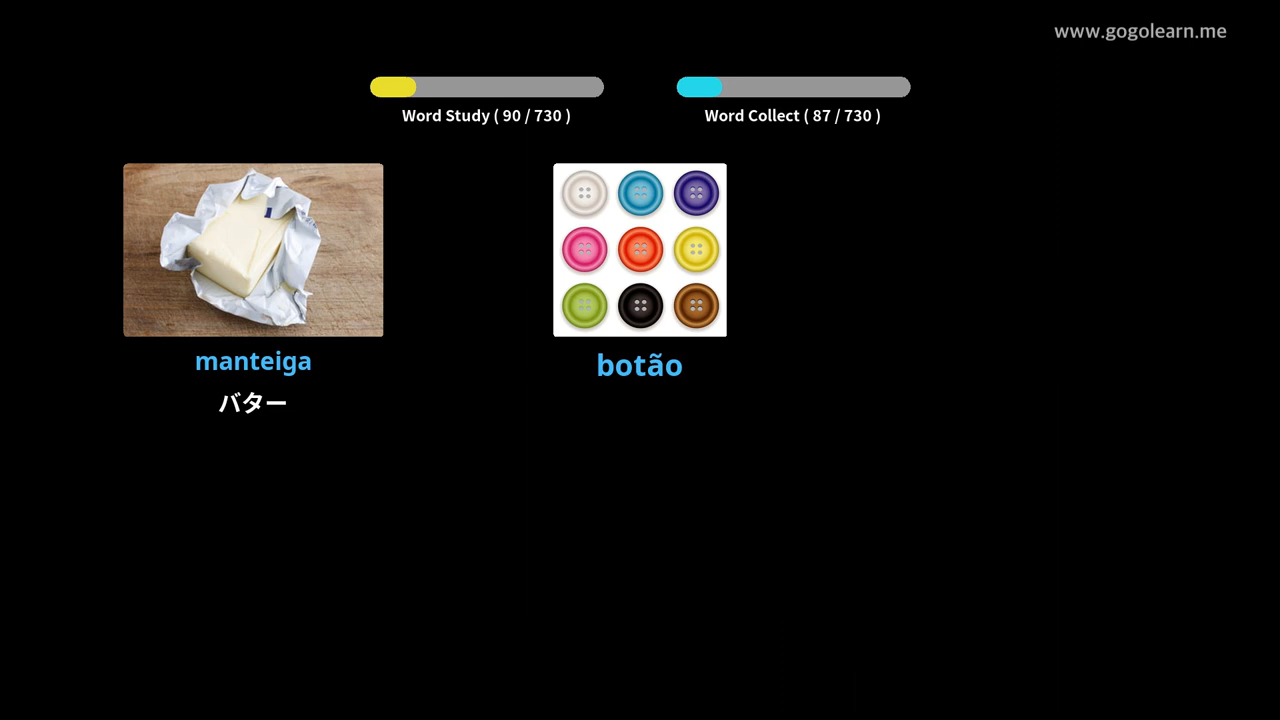 www.gogolearn.me
Word Study ( 90 / 730 )
Word Collect ( 87 / 730 )
manteiga
バター
botão